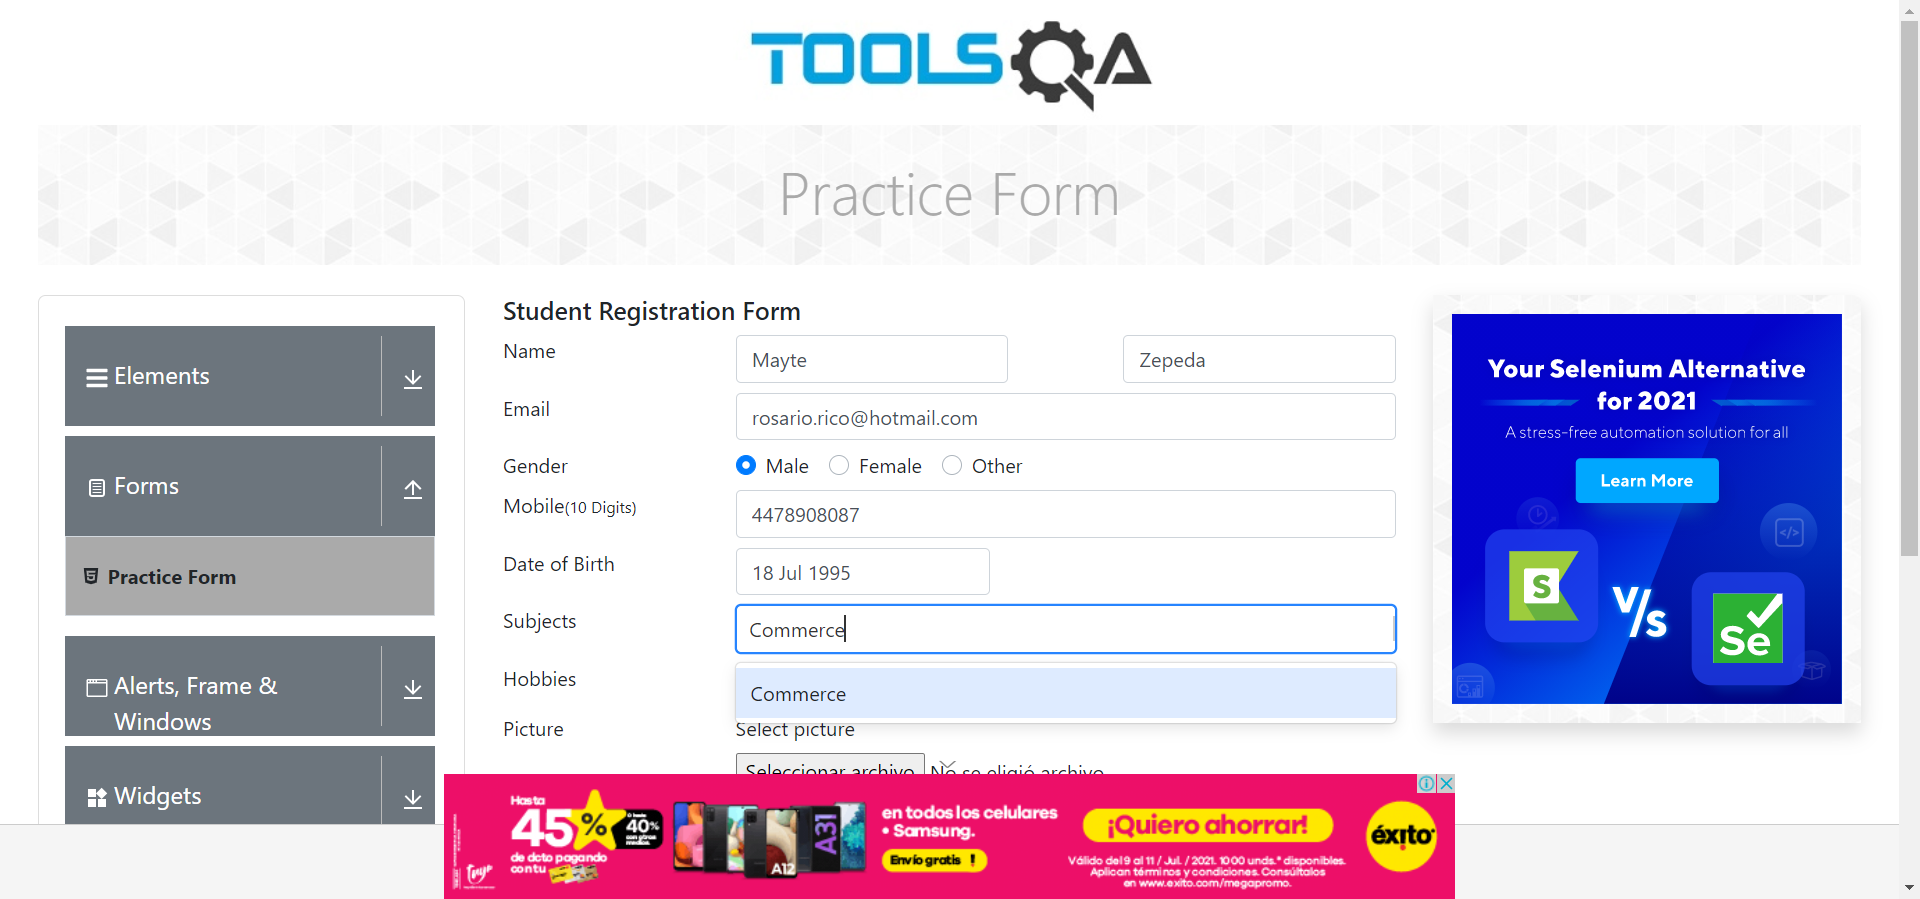 TOOLSQA
Practice Form
Elements
Forms
Practice Form
Alerts, Frame &
Windows
Widgets
Student Registration Form
Name
Mayte
Zepeda
Email
rosario.rico@hotmail.com
Gender
Male
Female
Other
Mobile(10 Digits)
4478908087
Date of Birth
18 Jul 1995
Subjects
Commerce
Hobbies
Commerce
Picture
Select picture
Seleccionar archivo
No se eligió archivo
Your Selenium Alternative
for 2021
A stress-free automation solution for all
Learn More
S
V/s
</>
Se
Hasta
45%
40%
con otros
medios.
de dcto pagando
con tu
tuya
A12
A31
en todos los celulares
• Samsung.
Envío gratis !
¡Quiero ahorrar!
Válido del 9 al 11 / Jul. / 2021. 1000 unds.* disponibles.
Aplican términos y condiciones. Consúltalos
en www.exito.com/megapromo.
éxito